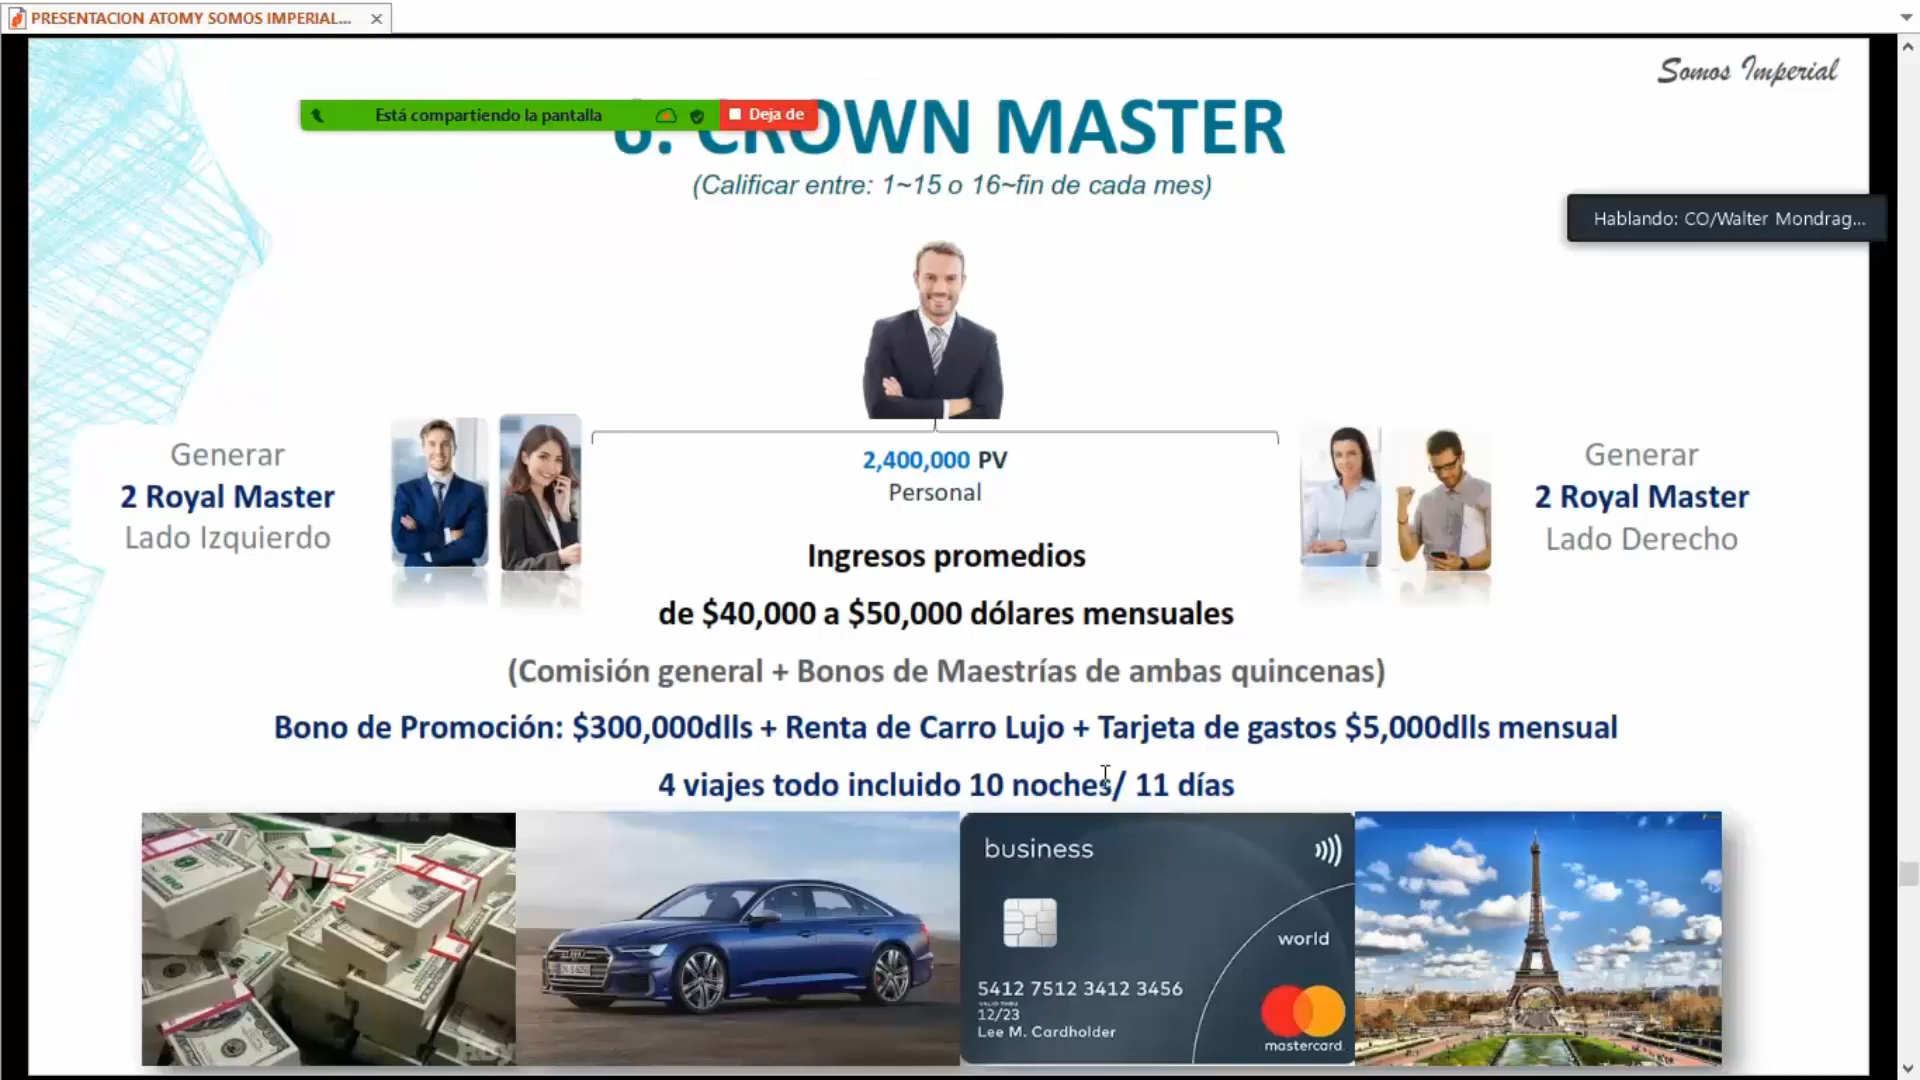 PRESENTACION ATOMY SOMOS IMPERIAL...
Somos Imperial
Está compartiendo la pantalla
Deja de
6. CROWN MASTER
(Calificar entre: 1~15 o 16~fin de cada mes)
Hablando: CO/Walter Mondrag...
Generar
2 Royal Master
Lado Izquierdo
2,400,000 PV
Personal
Generar
2 Royal Master
Lado Derecho
Ingresos promedios
de $40,000 a $50,000 dólares mensuales
(Comisión general + Bonos de Maestrías de ambas quincenas)
Bono de Promoción: $300,000dlls + Renta de Carro Lujo + Tarjeta de gastos $5,000dlls mensual
4 viajes todo incluido 10 noches/ 11 días
business
world
5412 7512 3412 3456
VALID THRU
12/23
Lee M. Cardholder
mastercard.